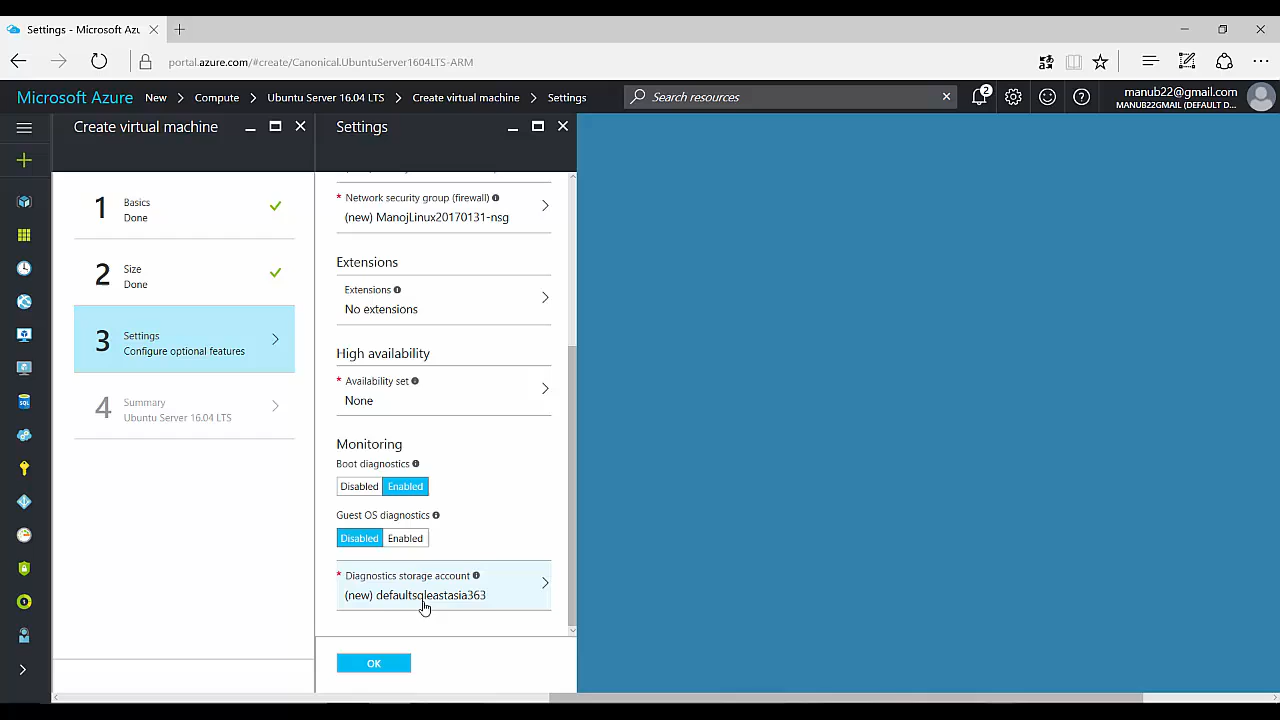 Settings - Microsoft Azu
portal.azure.com/#create/Canonical.UbuntuServer1604LTS-ARM
Microsoft Azure New > Compute > Ubuntu Server 16.04 LTS > Create virtual machine > Settings
Search resources
2
manub22@gmail.com
MANUB22GMAIL (DEFAULT D...
Create virtual machine
1
Basics
Done
2
Size
Done
3
Settings
Configure optional features
4
Summary
Ubuntu Server 16.04 LTS
Settings
* Network security group (firewall)
(new) ManojLinux20170131-nsg
Extensions
Extensions
No extensions
High availability
* Availability set
None
Monitoring
Boot diagnostics
Disabled Enabled
Guest OS diagnostics
Disabled Enabled
* Diagnostics storage account
(new) defaultsqleastasia363
OK